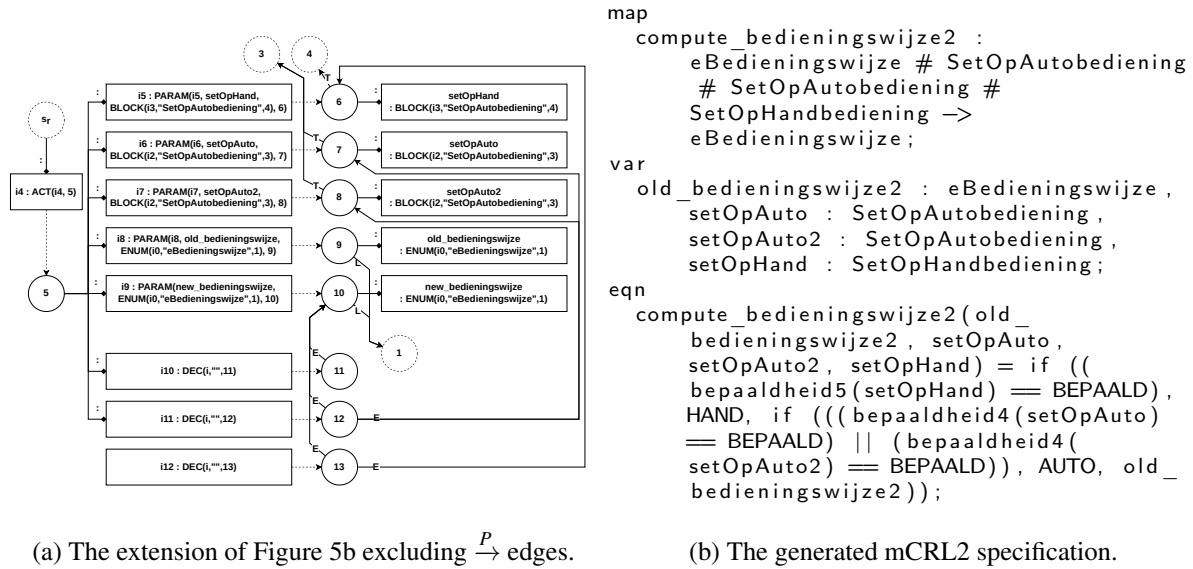 3
4
T
i5 : PARAM(i5, setOpHand,
BLOCK(i3,"SetOpAutobediening",4), 6)
:
6
:
setOpHand
: BLOCK(i3,"SetOpAutobediening",4)
sr
:
i4 : ACT(i4, 5)
5
:
i6 : PARAM(i6, setOpAuto,
BLOCK(i2,"SetOpAutobediening",3), 7)
T
7
:
setOpAuto
: BLOCK(i2,"SetOpAutobediening",3)
:
i7 : PARAM(i7, setOpAuto2,
BLOCK(i2,"SetOpAutobediening",3), 8)
T
8
:
setOpAuto2
: BLOCK(i2,"SetOpAutobediening",3)
:
i8 : PARAM(i8, old_bedieningswijze,
ENUM(i0,"eBedieningswijze",1), 9)
9
L
:
old_bedieningswijze
: ENUM(i0,"eBedieningswijze",1)
:
i9 : PARAM(new_bedieningswijze,
ENUM(i0,"eBedieningswijze",1), 10)
10
L
:
new_bedieningswijze
: ENUM(i0,"eBedieningswijze",1)
1
:
i10 : DEC(i,"",11)
E
11
:
i11 : DEC(i,"",12)
E
12
E
i12 : DEC(i,"",13)
E
13
E
(a) The extension of Figure 5b excluding P→ edges.
map
compute_bedieningswijze2 :
eBedieningswijze # SetOpAutobediening
# SetOpAutobediening #
SetOpHandbediening −>
eBedieningswijze;
var
old_bedieningswijze2 : eBedieningswijze,
setOpAuto : SetOpAutobediening,
setOpAuto2 : SetOpAutobediening,
setOpHand : SetOpHandbediening;
eqn
compute_bedieningswijze2(old_
bedieningswijze2, setOpAuto,
setOpAuto2, setOpHand) = if ((
bepaaldheid5(setOpHand) == BEPAALD),
HAND, if (((bepaaldheid4(setOpAuto)
== BEPAALD) || (bepaaldheid4(
setOpAuto2) == BEPAALD)), AUTO, old_
bedieningswijze2));
(b) The generated mCRL2 specification.